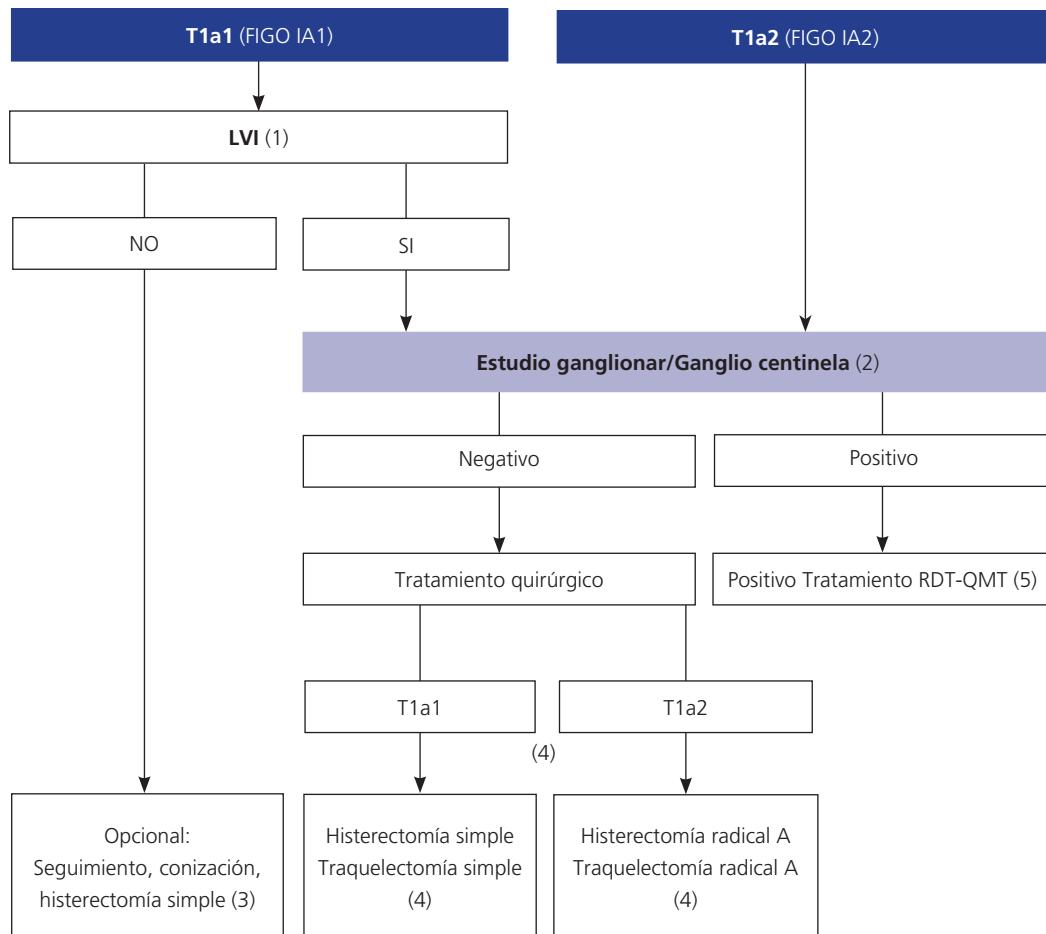 T1a1 (FIGO IA1)
T1a2 (FIGO IA2)
LVI (1)
NO
SI
Estudio ganglionar/Ganglio centinela (2)
Negativo
Positivo
Tratamiento quirúrgico
Positivo Tratamiento RDT-QMT (5)
T1a1
T1a2
(4)
Opcional:
Seguimiento, conización,
histerectomía simple (3)
Histerectomía simple
Traquelectomía simple
(4)
Histerectomía radical A
Traquelectomía radical A
(4)